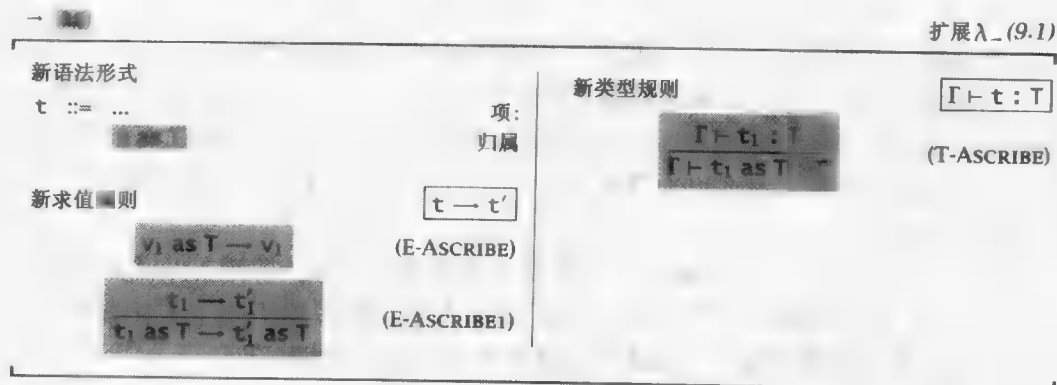 →
扩展λ→(9.1)
新语法形式
t ::= ... 项:
归属
新求值 则 t → t′
v₁ as T → v₁ (E-ASCRIBE)
t₁ → t′₁
t₁ as T → t′₁ as T (E-ASCRIBE1)
新类型规则 Γ ⊢ t : T
Γ ⊢ t₁ : T
Γ ⊢ t₁ as T (T-ASCRIBE)